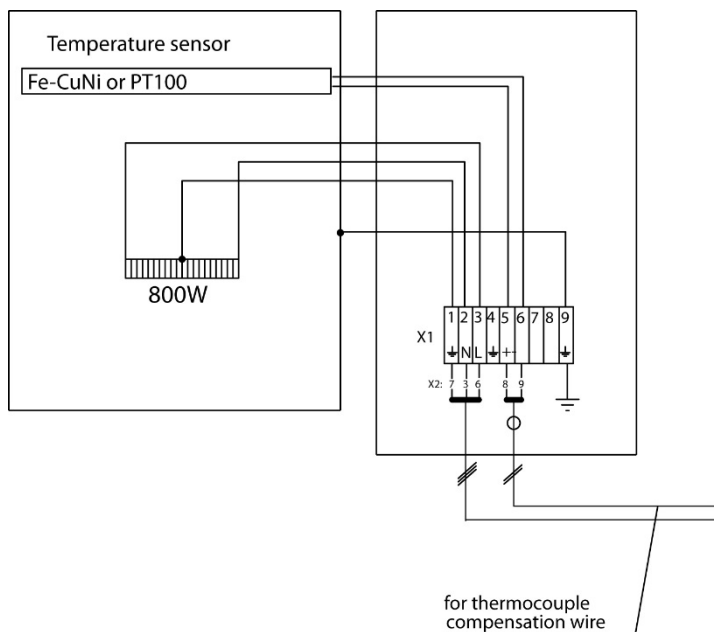 Temperature sensor
Fe-CuNi or PT100
800W
X1
1 2 3 4 5 6 7 8 9
N L + -
X2: 7 3 6 8 9
for thermocouple
compensation wire